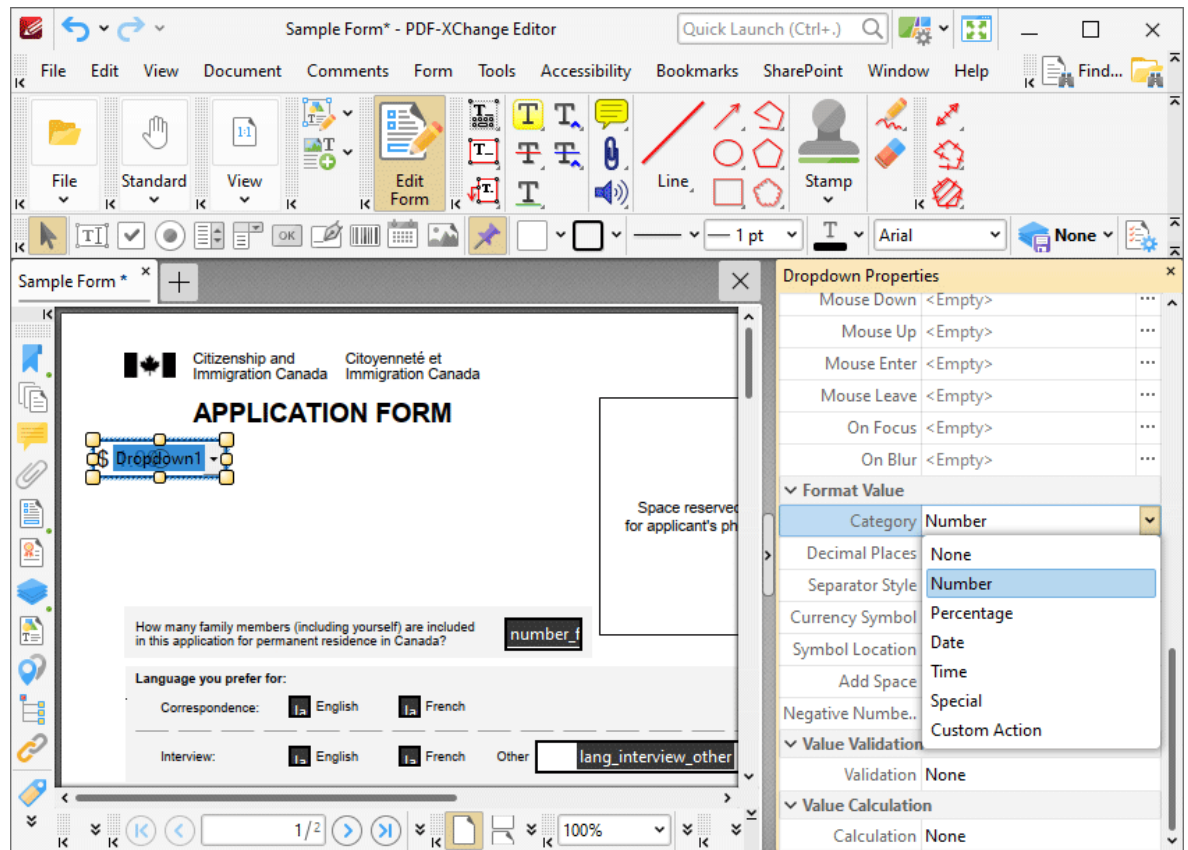 Sample Form* - PDF-XChange Editor
Quick Launch (Ctrl+.)
File Edit View Document Comments Form Tools Accessibility Bookmarks SharePoint Window Help Find...
File Standard View Edit Form Line Stamp
OK 1 pt Arial None
Sample Form *
Dropdown Properties
Citizenship and
Immigration Canada
Citoyenneté et
Immigration Canada
APPLICATION FORM
$ Dropdown1
Space reserved
for applicant's ph
How many family members (including yourself) are included
in this application for permanent residence in Canada?
number_f
Language you prefer for:
Correspondence: la English la French
Interview: la English la French Other lang_interview_other
1/2
100%
Mouse Down <Empty> ...
Mouse Up <Empty> ...
Mouse Enter <Empty> ...
Mouse Leave <Empty> ...
On Focus <Empty> ...
On Blur <Empty> ...
Format Value
Category Number
Decimal Places
Separator Style
Currency Symbol
Symbol Location
Add Space
Negative Numbe..
None
Number
Percentage
Date
Time
Special
Custom Action
Value Validation
Validation None
Value Calculation
Calculation None